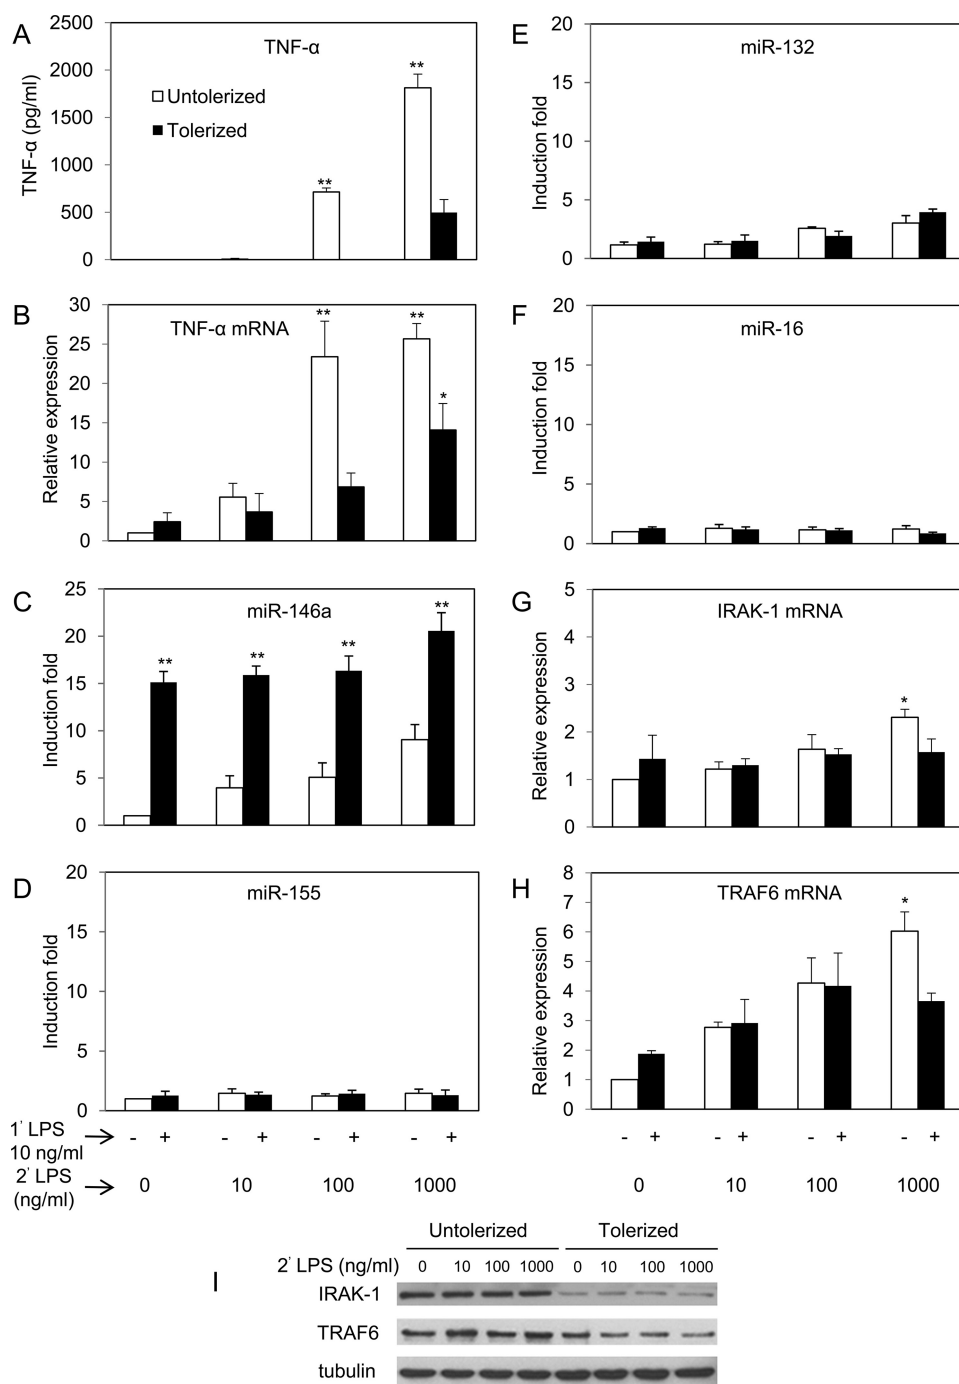 A
TNF-α
TNF-α (pg/ml)
2500
2000
1500
1000
500
0
Untolerized
Tolerized
**
**
B
TNF-α mRNA
Relative expression
30
25
20
15
10
5
0
**
**
*
C
miR-146a
Induction fold
25
20
15
10
5
0
**
**
**
**
D
miR-155
Induction fold
20
15
10
5
0
E
miR-132
Induction fold
20
15
10
5
0
F
miR-16
Induction fold
20
15
10
5
0
G
IRAK-1 mRNA
Relative expression
5
4
3
2
1
0
*
H
TRAF6 mRNA
Relative expression
8
7
6
5
4
3
2
1
0
*
1' LPS
10 ng/ml
- + - + - + - +
- + - + - + - +
2' LPS
(ng/ml)
0 10 100 1000
0 10 100 1000
I
Untolerized Tolerized
2' LPS (ng/ml) 0 10 100 1000 0 10 100 1000
IRAK-1
TRAF6
tubulin